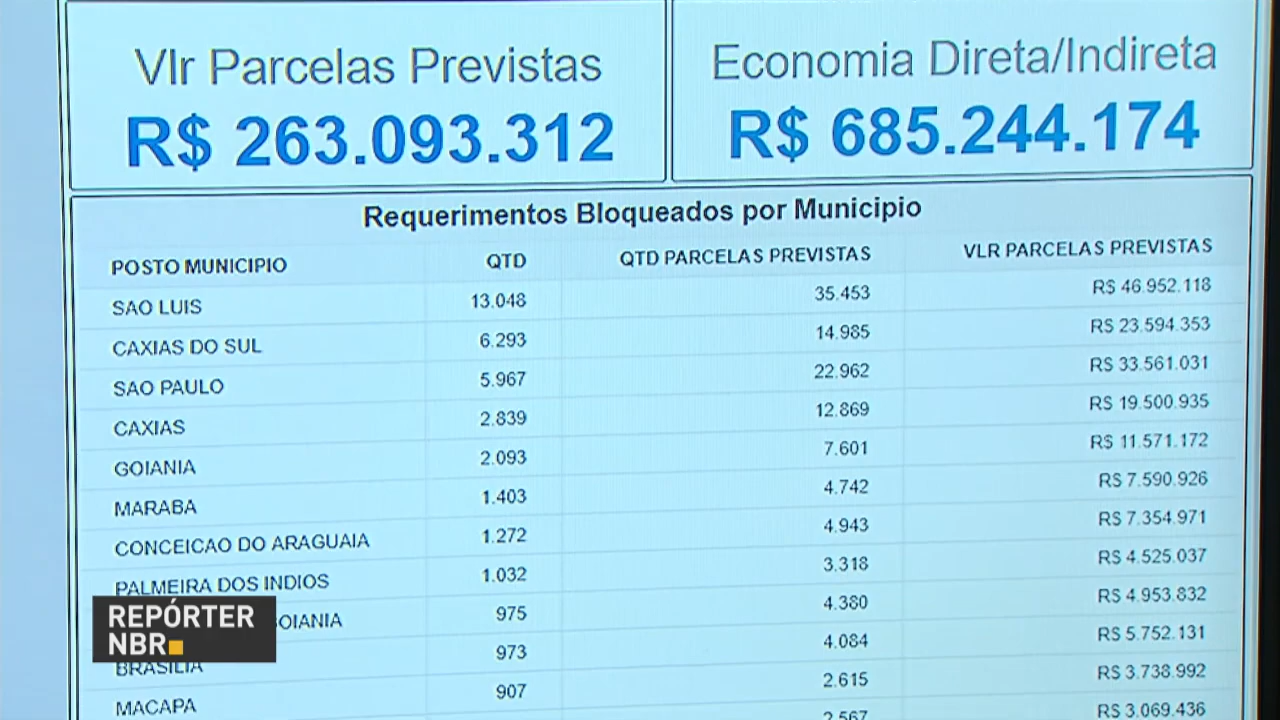 Vlr Parcelas Previstas
R$ 263.093.312
Economia Direta/Indireta
R$ 685.244.174
Requerimentos Bloqueados por Municipio
POSTO MUNICIPIO QTD QTD PARCELAS PREVISTAS VLR PARCELAS PREVISTAS
SAO LUIS 13.048 35.453 R$ 46.952.118
CAXIAS DO SUL 6.293 14.985 R$ 23.594.353
SAO PAULO 5.967 22.962 R$ 33.561.031
CAXIAS 2.839 12.869 R$ 19.500.935
GOIANIA 2.093 7.601 R$ 11.571.172
MARABA 1.403 4.742 R$ 7.590.926
CONCEICAO DO ARAGUAIA 1.272 4.943 R$ 7.354.971
PALMEIRA DOS INDIOS 1.032 3.318 R$ 4.525.037
OIANIA 975 4.380 R$ 4.953.832
BRASILIA 973 4.084 R$ 5.752.131
MACAPA 907 2.615 R$ 3.738.992
2.567 R$ 3.069.436
REPÓRTER
NBR